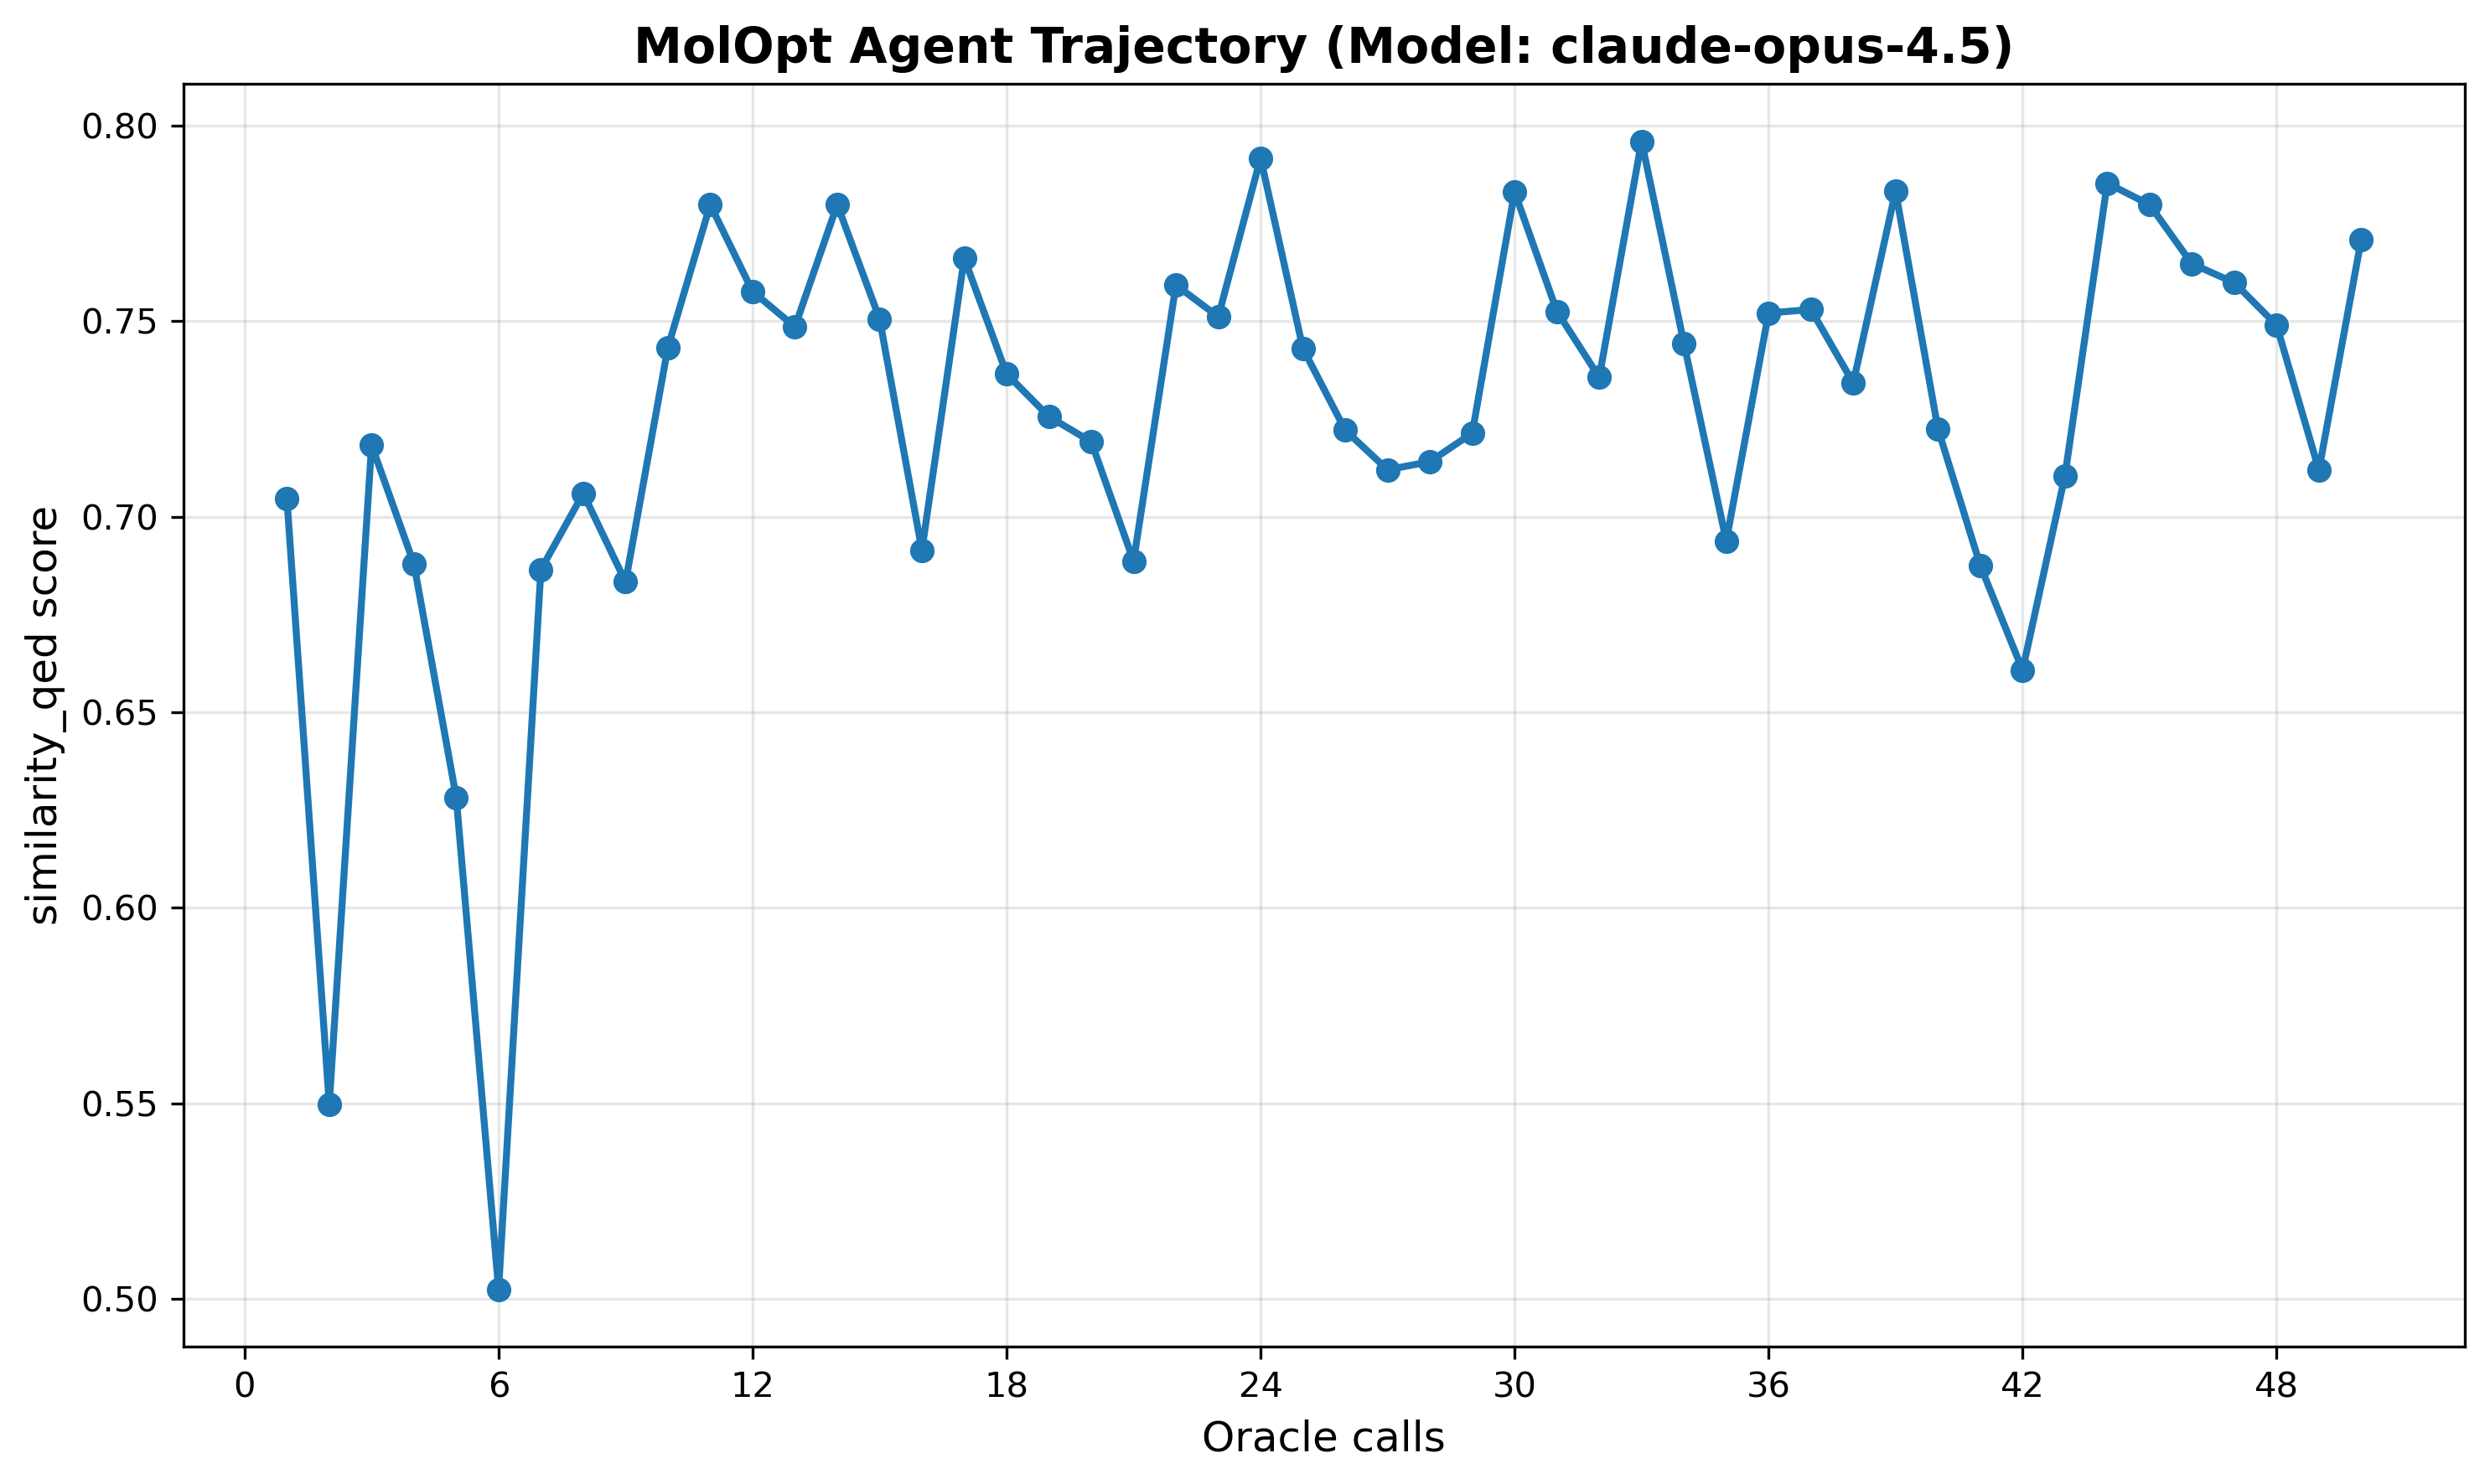 MolOpt Agent Trajectory (Model: claude-opus-4.5)
similarity_qed score
0.80
0.75
0.70
0.65
0.60
0.55
0.50
0 6 12 18 24 30 36 42 48
Oracle calls